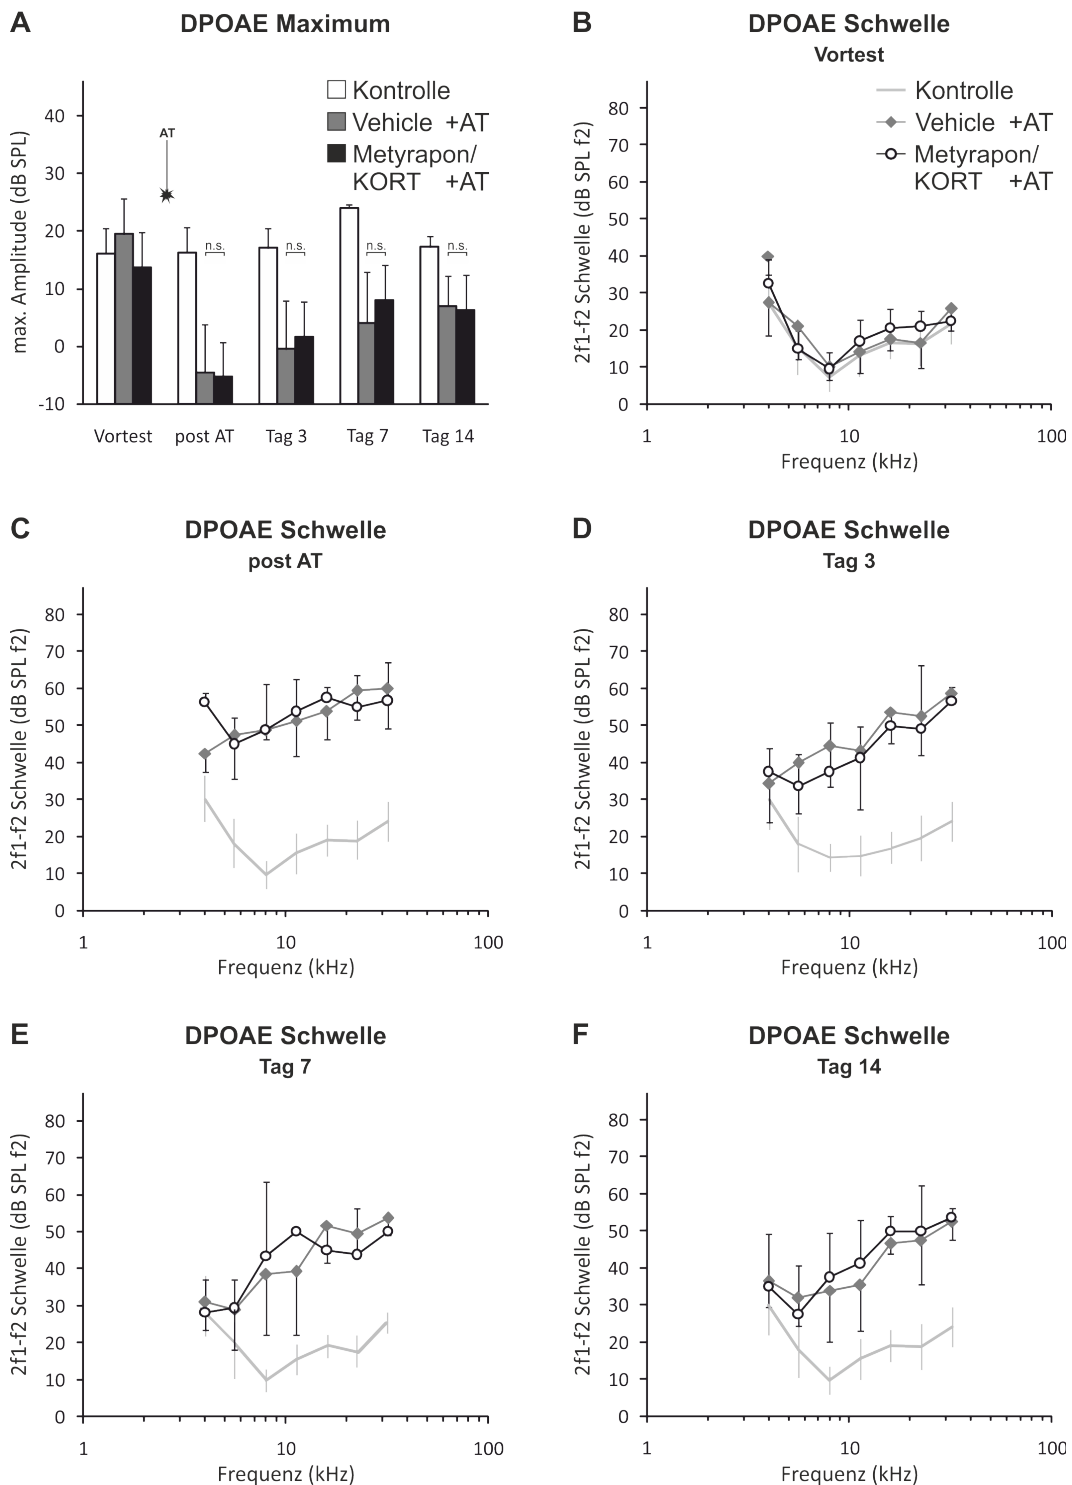 A
DPOAE Maximum
max. Amplitude (dB SPL)
40
30
20
10
0
-10
AT
Kontrolle
Vehicle +AT
Metyrapon/
KORT +AT
n.s.
n.s.
n.s.
n.s.
Vortest
post AT
Tag 3
Tag 7
Tag 14
B
DPOAE Schwelle
Vortest
2f1-f2 Schwelle (dB SPL f2)
80
70
60
50
40
30
20
10
0
Kontrolle
Vehicle +AT
Metyrapon/
KORT +AT
1
10
100
Frequenz (kHz)
C
DPOAE Schwelle
post AT
2f1-f2 Schwelle (dB SPL f2)
80
70
60
50
40
30
20
10
0
1
10
100
Frequenz (kHz)
D
DPOAE Schwelle
Tag 3
2f1-f2 Schwelle (dB SPL f2)
80
70
60
50
40
30
20
10
0
1
10
100
Frequenz (kHz)
E
DPOAE Schwelle
Tag 7
2f1-f2 Schwelle (dB SPL f2)
80
70
60
50
40
30
20
10
0
1
10
100
Frequenz (kHz)
F
DPOAE Schwelle
Tag 14
2f1-f2 Schwelle (dB SPL f2)
80
70
60
50
40
30
20
10
0
1
10
100
Frequenz (kHz)